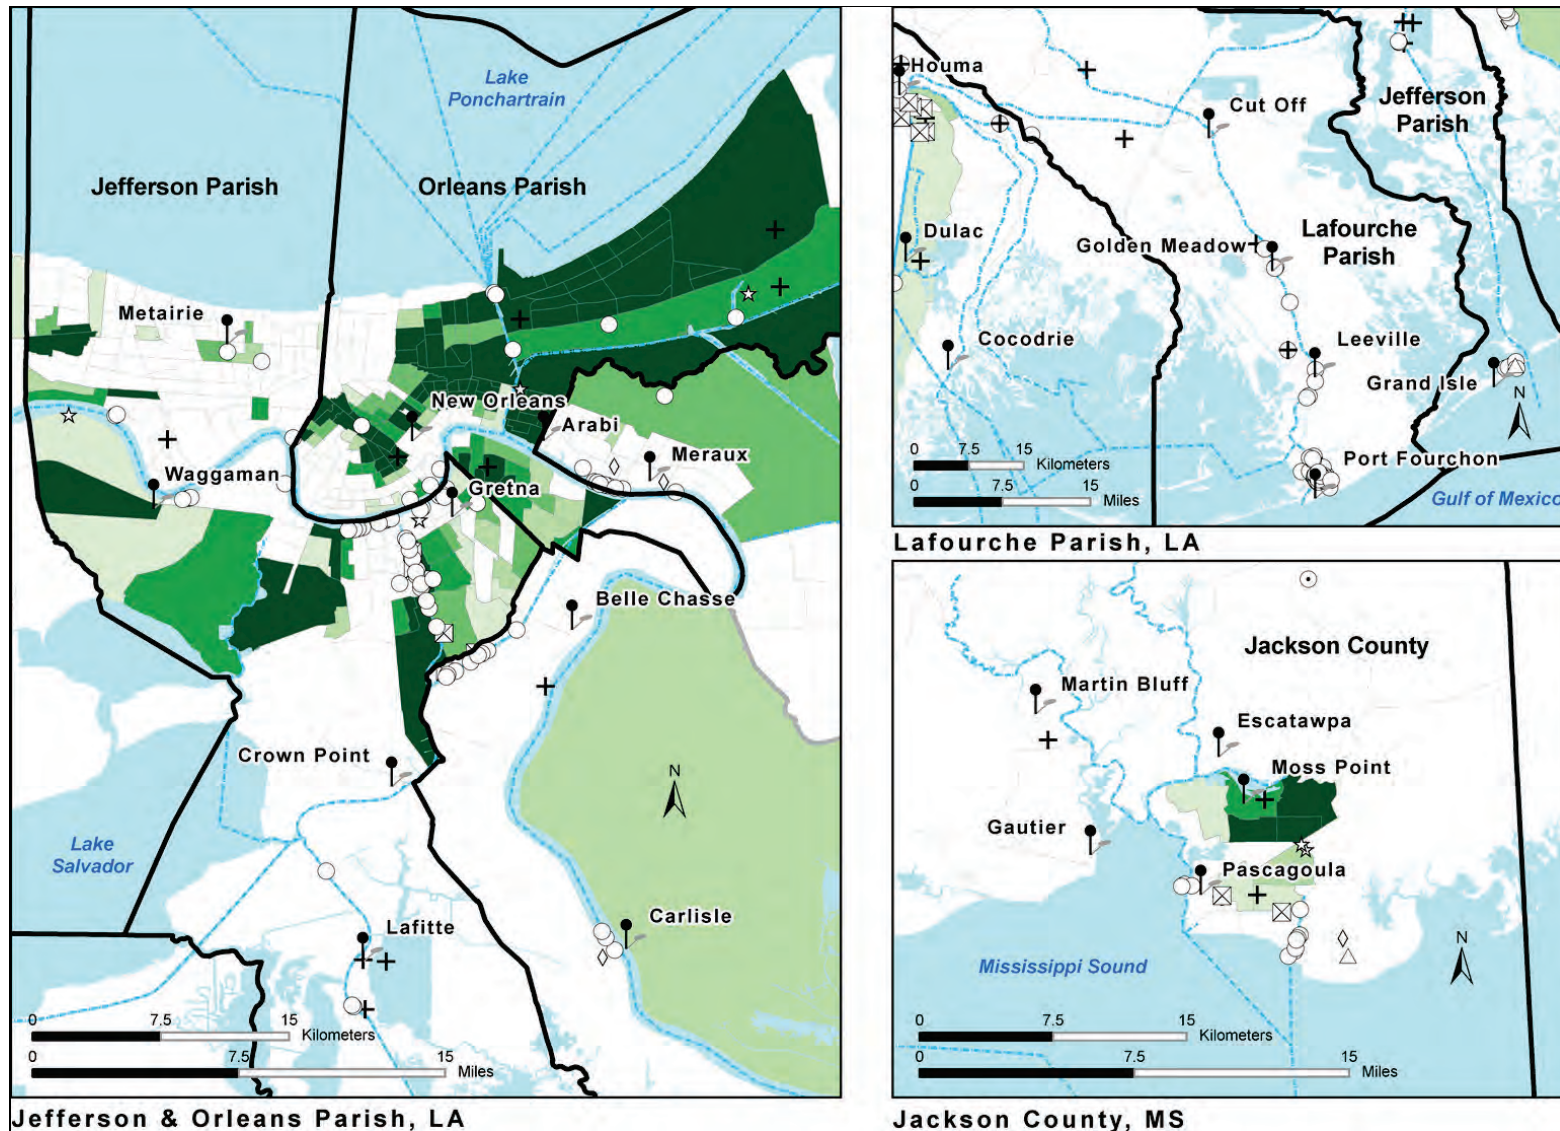 Lake
Ponchartrain
Jefferson Parish
Orleans Parish
Metairie
New Orleans
Arabi
Meraux
Waggaman
Gretna
Belle Chasse
Crown Point
N
Lake
Salvador
Lafitte
Carlisle
0 7.5 15
Kilometers
0 7.5 15
Miles
Jefferson & Orleans Parish, LA
Houma
Cut Off
Jefferson
Parish
Dulac
Golden Meadow
Lafourche
Parish
Cocodrie
Leeville
Grand Isle
N
0 7.5 15
Kilometers
0 7.5 15
Miles
Port Fourchon
Gulf of Mexico
Lafourche Parish, LA
Jackson County
Martin Bluff
Escatawpa
Moss Point
Gautier
Pascagoula
Mississippi Sound
N
0 7.5 15
Kilometers
0 7.5 15
Miles
Jackson County, MS